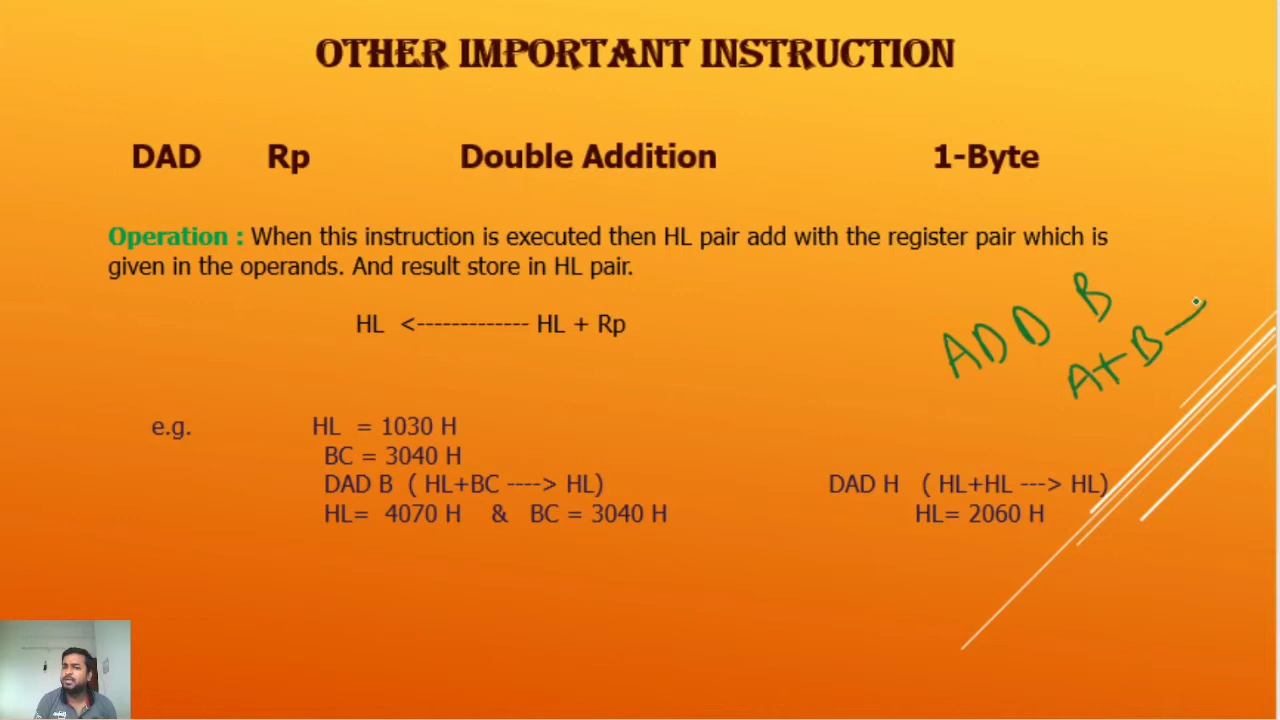 OTHER IMPORTANT INSTRUCTION
DAD Rp Double Addition 1-Byte
Operation : When this instruction is executed then HL pair add with the register pair which is
given in the operands. And result store in HL pair.
HL <------------- HL + Rp
ADD B
A+B—
e.g. HL = 1030 H
BC = 3040 H
DAD B ( HL+BC ----> HL) DAD H ( HL+HL ---> HL)
HL= 4070 H & BC = 3040 H HL= 2060 H